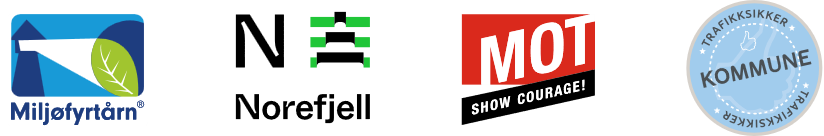 Miljøfyrtårn®
N
Norefjell
MOT
SHOW COURAGE!
TRAFIKKSIKKER
KOMMUNE
TRAFIKKSIKKER